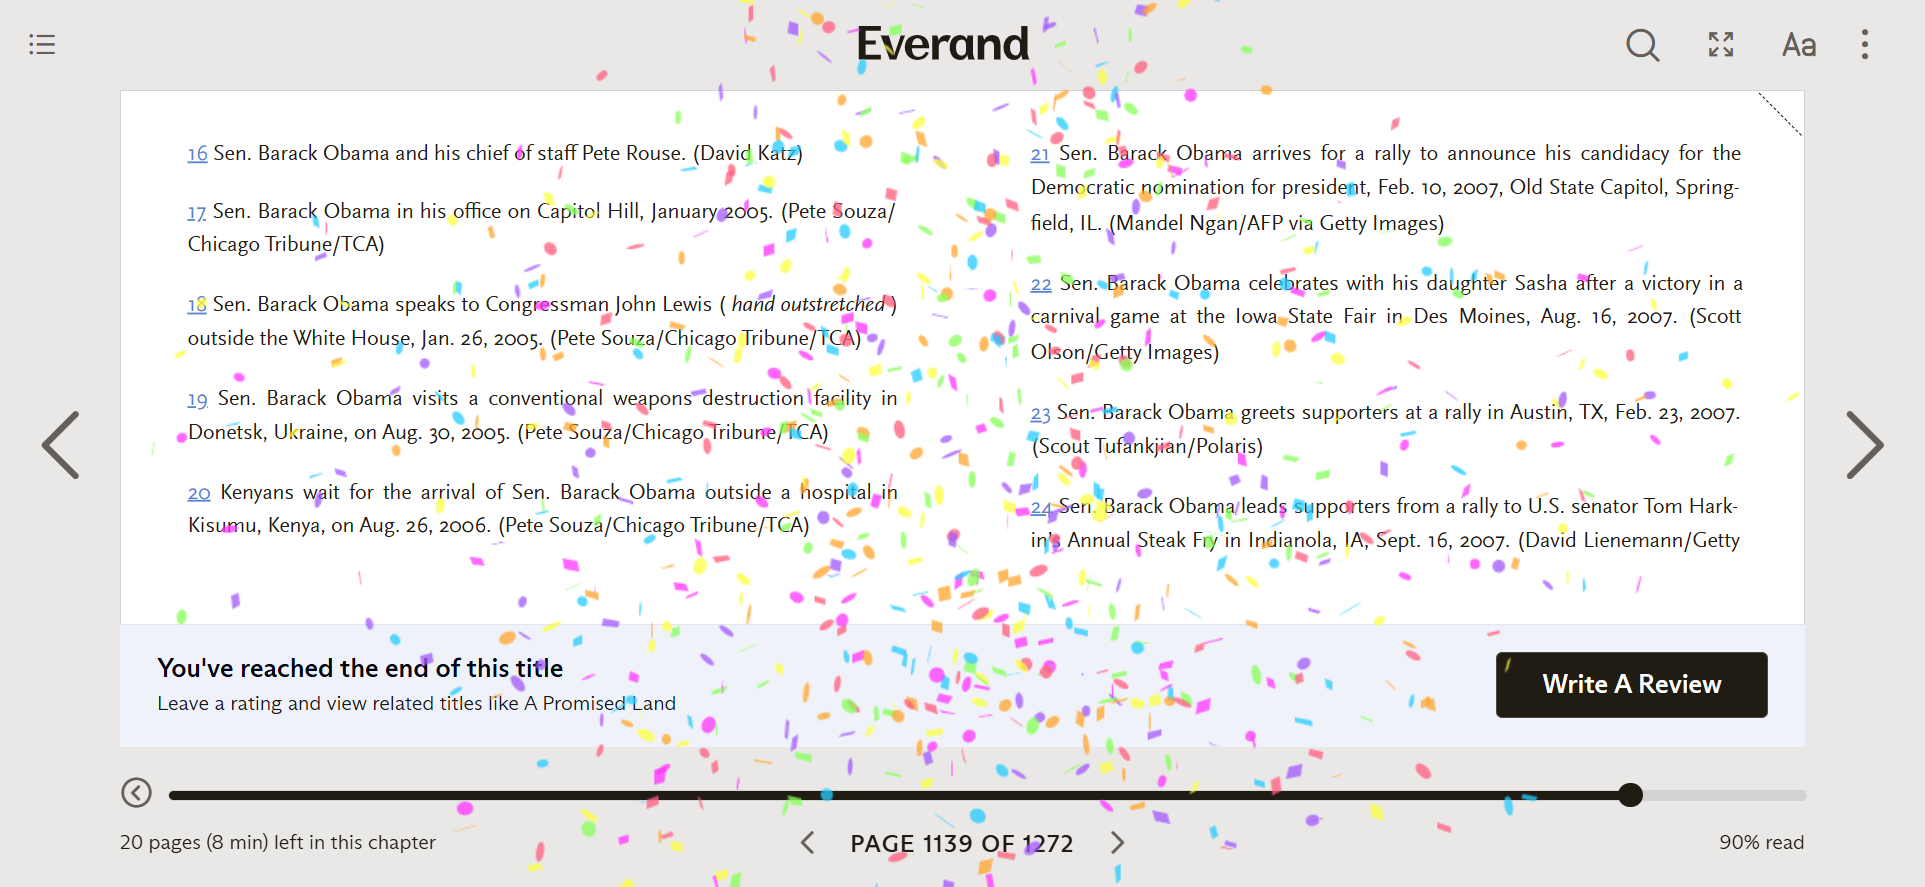 Everand
Aa
16 Sen. Barack Obama and his chief of staff Pete Rouse. (David Katz)
17 Sen. Barack Obama in his office on Capitol Hill, January 2005. (Pete Souza/
Chicago Tribune/TCA)
18 Sen. Barack Obama speaks to Congressman John Lewis ( hand outstretched )
outside the White House, Jan. 26, 2005. (Pete Souza/Chicago Tribune/TCA)
19 Sen. Barack Obama visits a conventional weapons destruction facility in
Donetsk, Ukraine, on Aug. 30, 2005. (Pete Souza/Chicago Tribune/TCA)
20 Kenyans wait for the arrival of Sen. Barack Obama outside a hospital in
Kisumu, Kenya, on Aug. 26, 2006. (Pete Souza/Chicago Tribune/TCA)
21 Sen. Barack Obama arrives for a rally to announce his candidacy for the
Democratic nomination for president, Feb. 10, 2007, Old State Capitol, Spring-
field, IL. (Mandel Ngan/AFP via Getty Images)
22 Sen. Barack Obama celebrates with his daughter Sasha after a victory in a
carnival game at the Iowa State Fair in Des Moines, Aug. 16, 2007. (Scott
Olson/Getty Images)
23 Sen. Barack Obama greets supporters at a rally in Austin, TX, Feb. 23, 2007.
(Scout Tufankjian/Polaris)
24 Sen. Barack Obama leads supporters from a rally to U.S. senator Tom Hark-
in's Annual Steak Fry in Indianola, IA, Sept. 16, 2007. (David Lienemann/Getty
You've reached the end of this title
Leave a rating and view related titles like A Promised Land
Write A Review
20 pages (8 min) left in this chapter
PAGE 1139 OF 1272
90% read